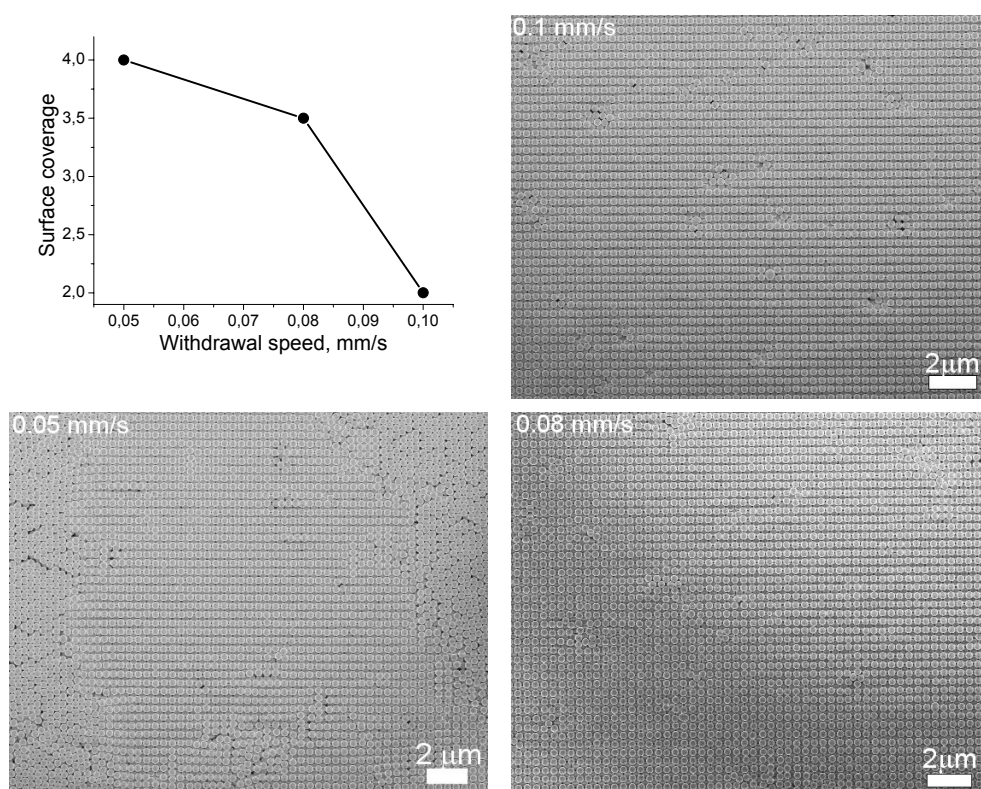 4,0
3,5
3,0
2,5
2,0
Surface coverage
0,05 0,06 0,07 0,08 0,09 0,10
Withdrawal speed, mm/s
0.1 mm/s
2μm
0.05 mm/s
2 μm
0.08 mm/s
2μm